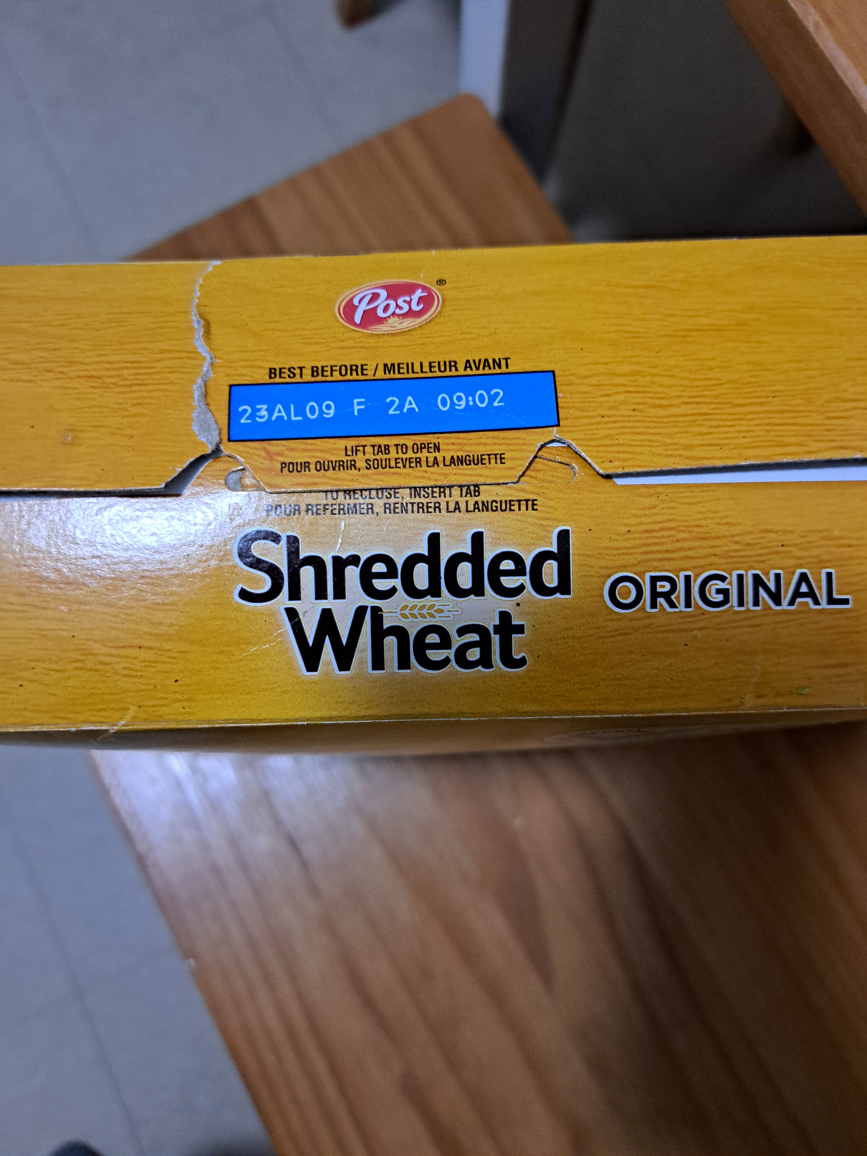 Post®
BEST BEFORE / MEILLEUR AVANT
23AL09 F 2A 09:02
LIFT TAB TO OPEN
POUR OUVRIR, SOULEVER LA LANGUETTE
TO RECLOSE, INSERT TAB
POUR REFERMER, RENTRER LA LANGUETTE
Shredded
Wheat
ORIGINAL